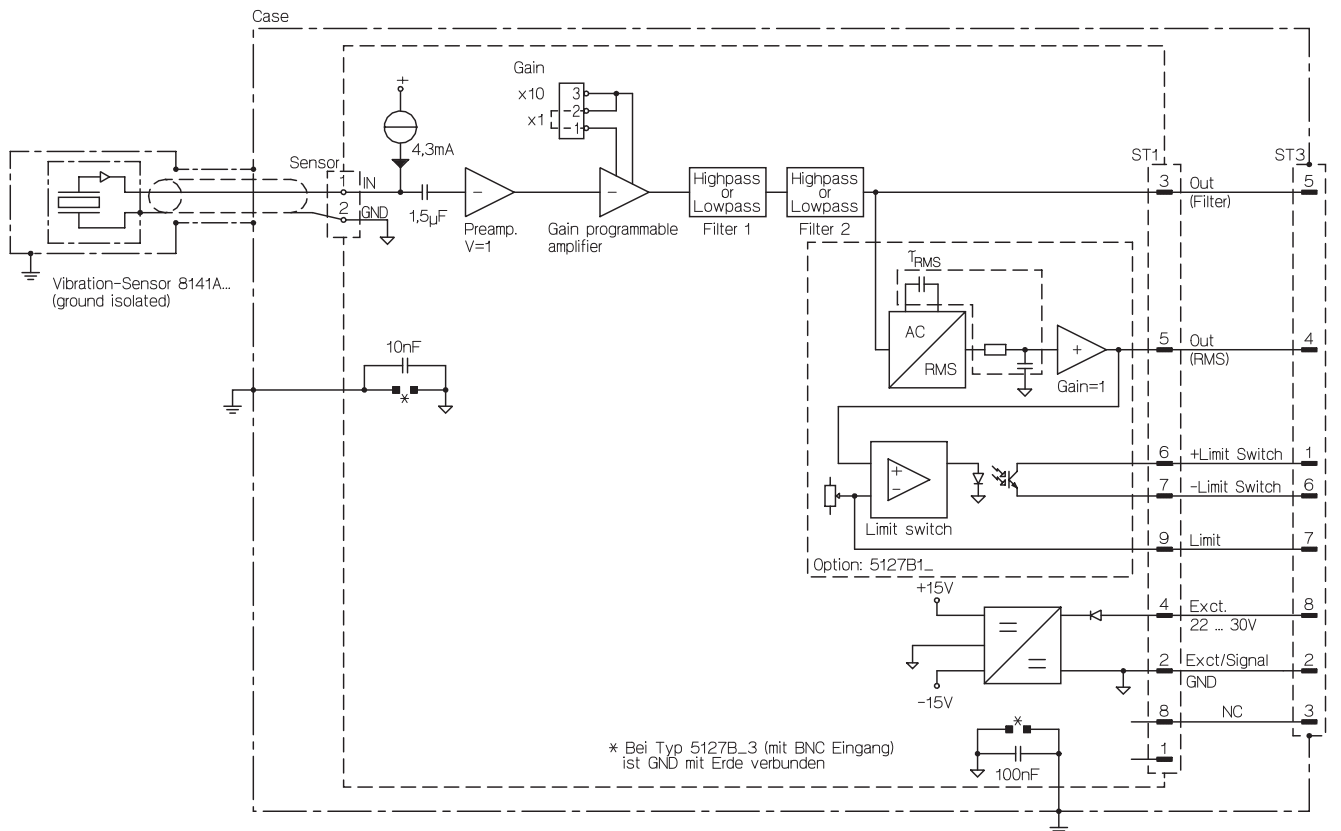 Case
Gain
x10
3
2
x1
1
+
4,3mA
Sensor
1
IN
2
GND
1,5µF
Preamp.
V=1
Gain programmable
amplifier
Highpass
or
Lowpass
Filter 1
Highpass
or
Lowpass
Filter 2
ST1
ST3
3
Out
(Filter)
5
Vibration-Sensor 8141A...
(ground isolated)
τRMS
AC
RMS
+
Gain=1
5
Out
(RMS)
4
10nF
*
+
−
Limit switch
6
+Limit Switch
1
7
-Limit Switch
6
9
Limit
7
Option: 5127B1_
+15V
-15V
4
Exct.
22 ... 30V
8
2
Exct/Signal
GND
2
8
NC
3
1
*
100nF
* Bei Typ 5127B_3 (mit BNC Eingang)
ist GND mit Erde verbunden